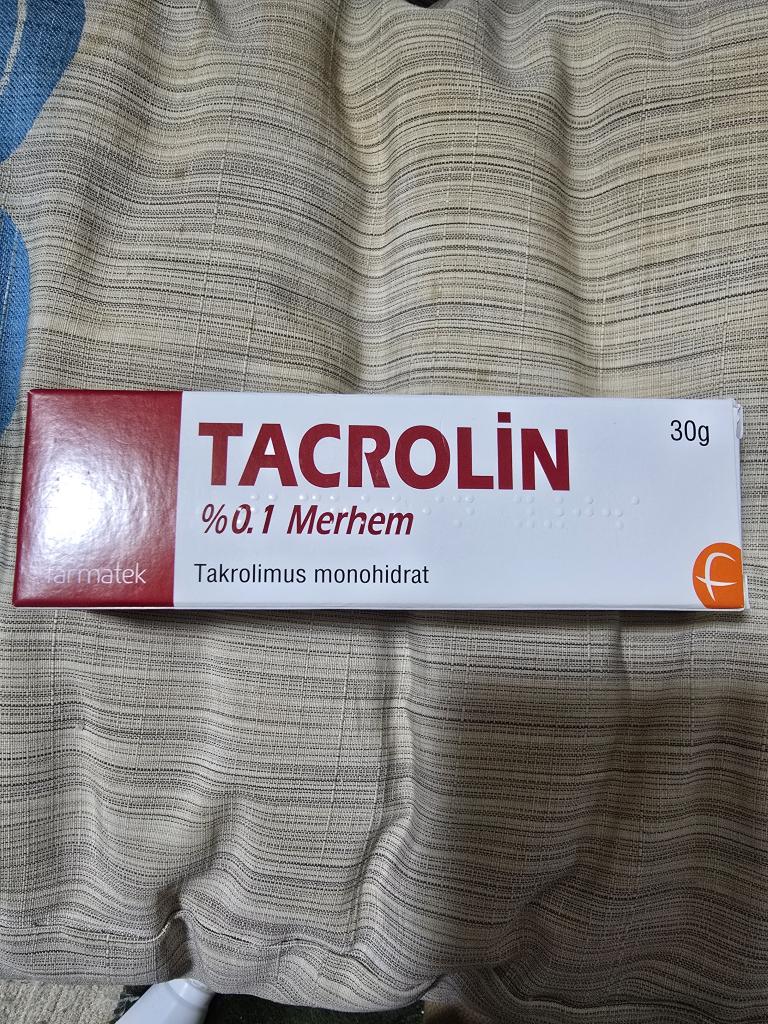 TACROLİN
30g
%0.1 Merhem
Takrolimus monohidrat
farmatek